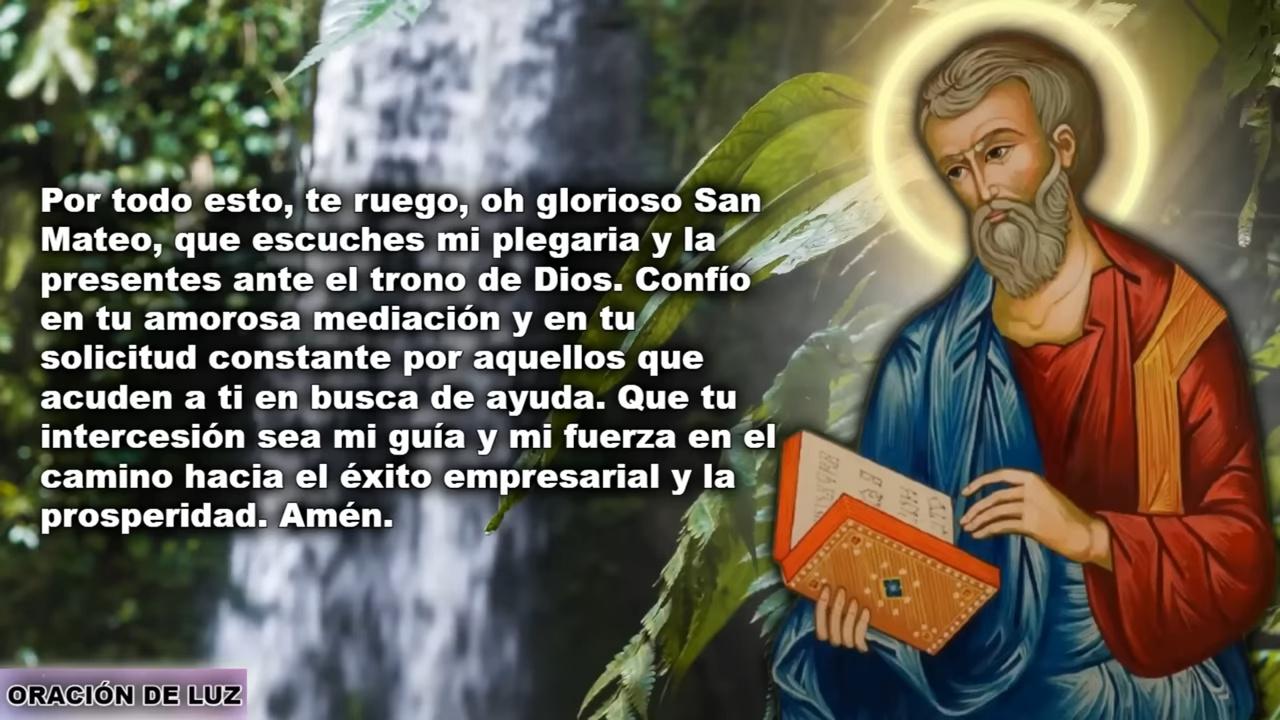 Por todo esto, te ruego, oh glorioso San
Mateo, que escuches mi plegaria y la
presentes ante el trono de Dios. Confío
en tu amorosa mediación y en tu
solicitud constante por aquellos que
acuden a ti en busca de ayuda. Que tu
intercesión sea mi guía y mi fuerza en el
camino hacia el éxito empresarial y la
prosperidad. Amén.
ORACIÓN DE LUZ